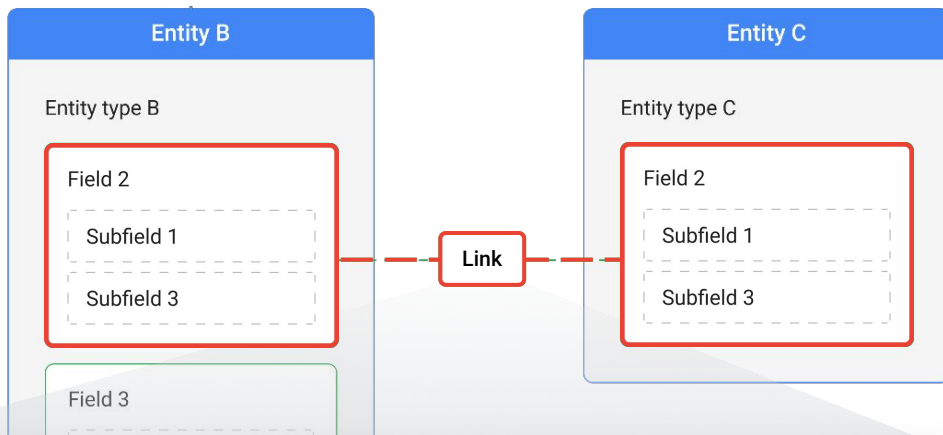 Entity B
Entity type B
Field 2
Subfield 1
Subfield 3
Field 3
Link
Entity C
Entity type C
Field 2
Subfield 1
Subfield 3